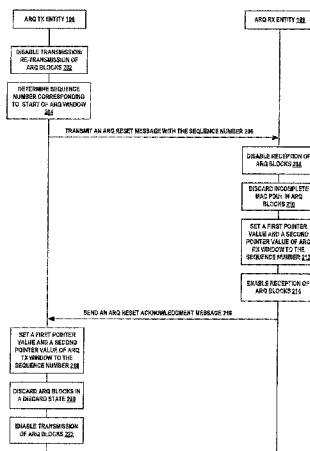 ARQ TX ENTITY
ARQ RX ENTITY
DISABLE TRANSMISSION/
RE-TRANSMISSION OF
ARQ BLOCKS 202
DETERMINE SEQUENCE
NUMBER CORRESPONDING
TO START OF ARQ WINDOW
204
TRANSMIT AN ARQ RESET MESSAGE WITH THE SEQUENCE NUMBER 206
DISABLE RECEPTION OF
ARQ BLOCKS 208
DISCARD INCOMPLETE
MAC PDUs IN ARQ
BLOCKS 210
SET A FIRST POINTER
VALUE AND A SECOND
POINTER VALUE OF ARQ
RX WINDOW TO THE
SEQUENCE NUMBER 212
ENABLE RECEPTION OF
ARQ BLOCKS 214
SEND AN ARQ RESET ACKNOWLEDGMENT MESSAGE 216
SET A FIRST POINTER
VALUE AND A SECOND
POINTER VALUE OF ARQ
TX WINDOW TO THE
SEQUENCE NUMBER 218
DISCARD ARQ BLOCKS IN
A DISCARD STATE 220
ENABLE TRANSMISSION
OF ARQ BLOCKS 222